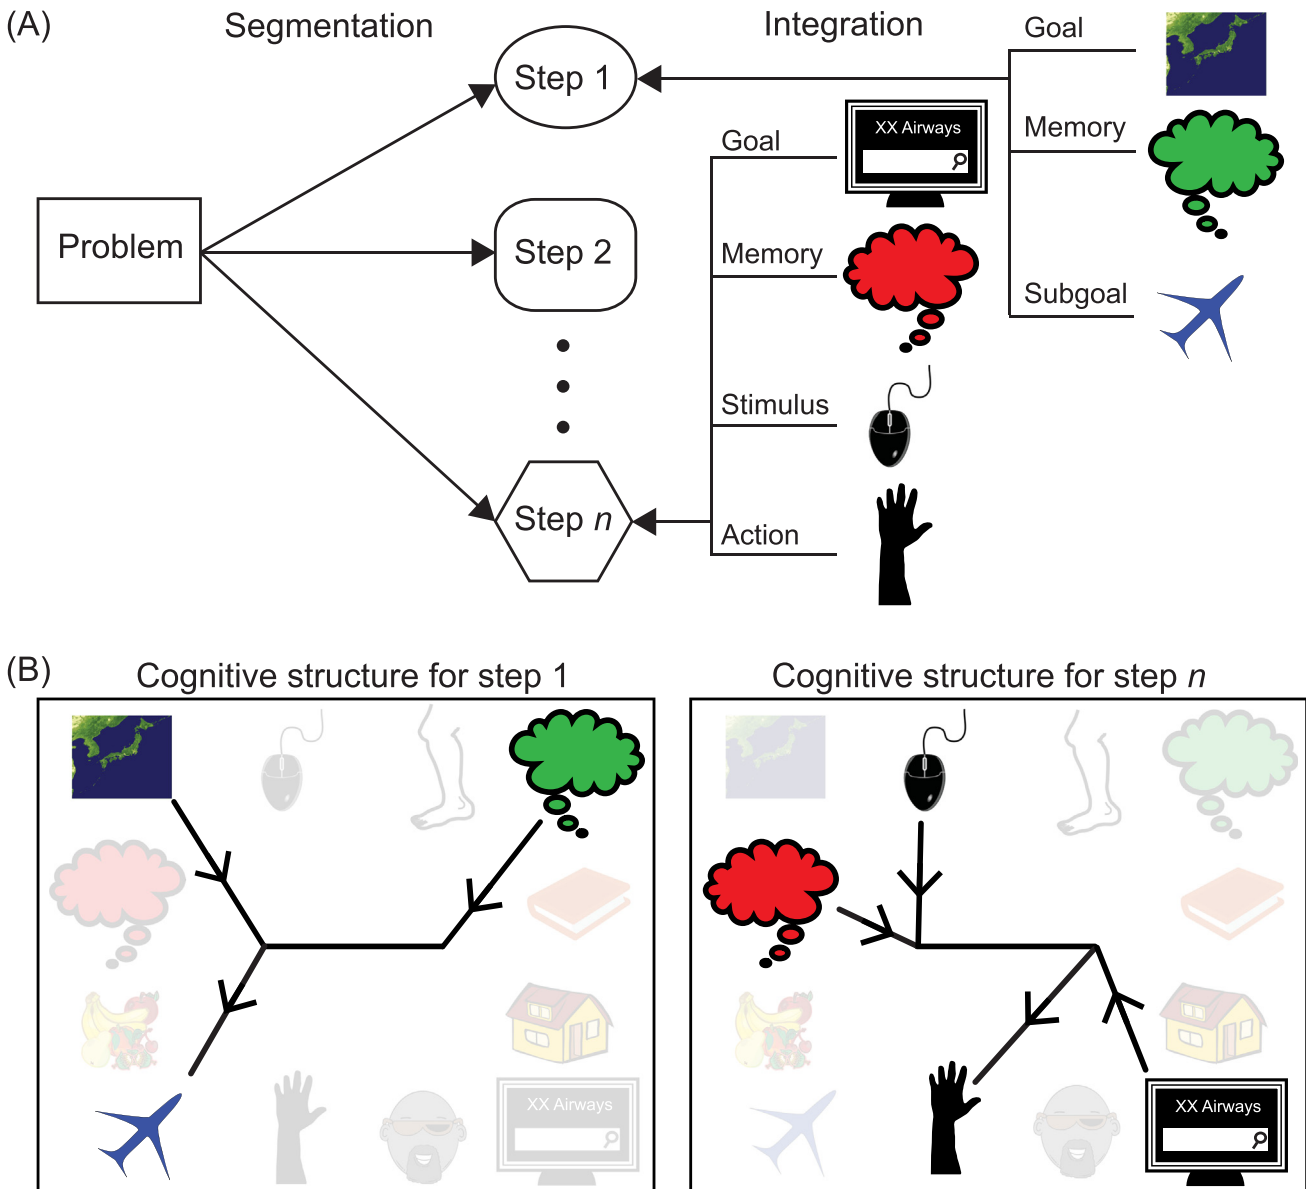 (A)
Segmentation
Integration
Goal
Step 1
XX Airways
Memory
Goal
Problem
Step 2
Memory
Subgoal
Stimulus
Step n
Action
(B)
Cognitive structure for step 1
Cognitive structure for step n
XX Airways
XX Airways